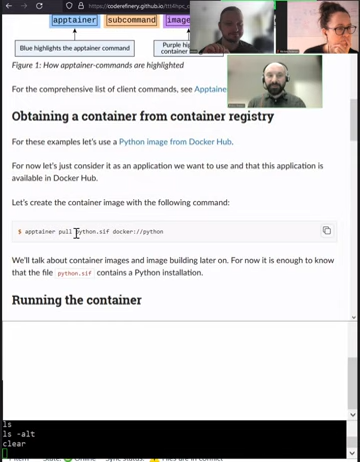 https://coderefinery.github.io/ttt4hpc_c
apptainer subcommand image
Blue highlights the apptainer command
Purple hig
container
Figure 1: How apptainer-commands are highlighted
For the comprehensive list of client commands, see Apptaine
Obtaining a container from container registry
For these examples let's use a Python image from Docker Hub.
For now let's just consider it as an application we want to use and that this application is
available in Docker Hub.
Let's create the container image with the following command:
$ apptainer pull python.sif docker://python
We'll talk about container images and image building later on. For now it is enough to know
that the file python.sif contains a Python installation.
Running the container
ls
ls -alt
clear